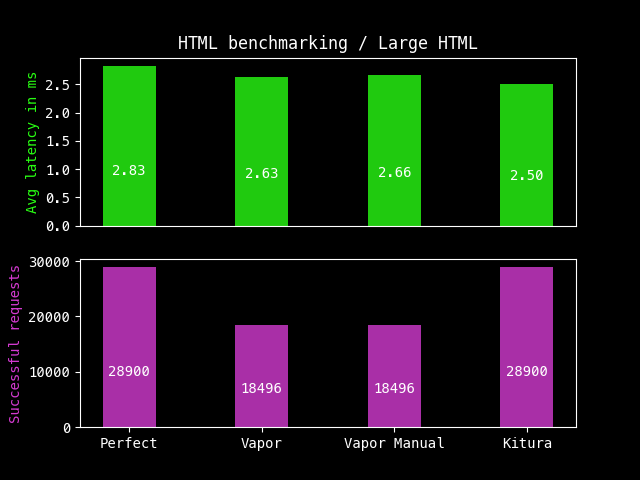 HTML benchmarking / Large HTML
Avg latency in ms
2.5
2.0
1.5
1.0
0.5
0.0
2.83
2.63
2.66
2.50
Successful requests
30000
20000
10000
0
28900
18496
18496
28900
Perfect
Vapor
Vapor Manual
Kitura